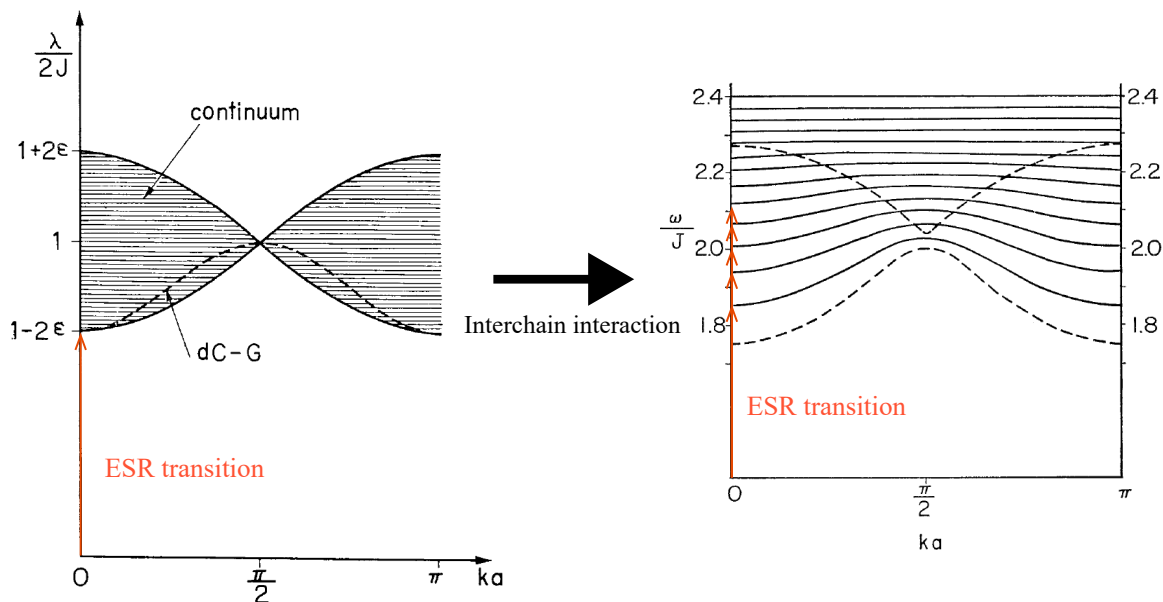 λ
2J
continuum
1+2ε
1
1-2ε
dC-G
ESR transition
0
π
2
π
ka
Interchain interaction
ω
J
2.4
2.2
2.0
1.8
2.4
2.2
2.0
1.8
ESR transition
0
π
2
π
ka